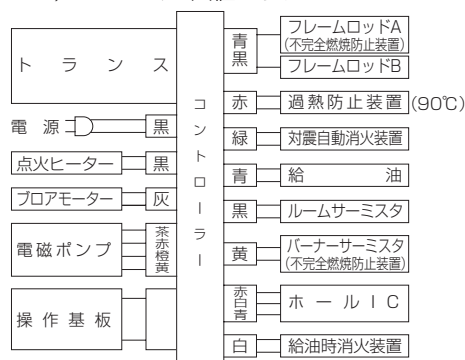 トランス
電源
黒
点火ヒーター
黒
ブロアモーター
灰
電磁ポンプ
茶
赤
橙
黄
操作基板
コントローラー
青
黒
フレームロッドA
(不完全燃焼防止装置)
フレームロッドB
赤
過熱防止装置(90℃)
緑
対震自動消火装置
青
給油
黒
ルームサーミスタ
黄
バーナーサーミスタ
(不完全燃焼防止装置)
赤
白
青
ホールIC
白
給油時消火装置